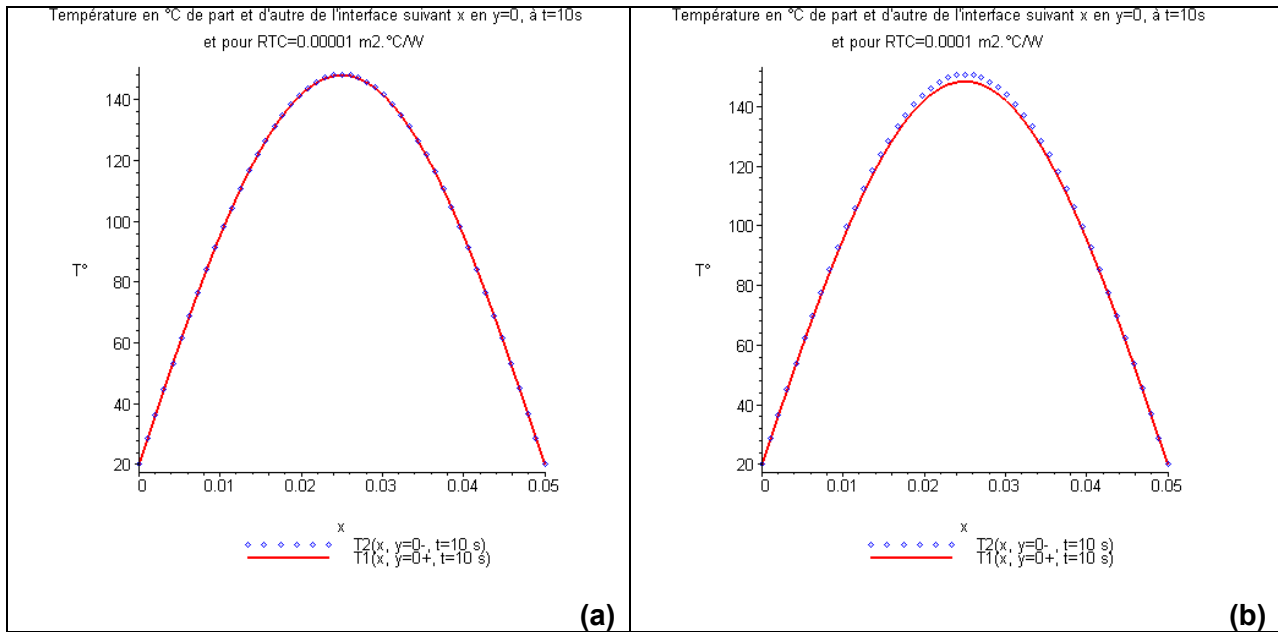 Température en °C de part et d'autre de l'interface suivant x en y=0, à t=10s
et pour RTC=0.00001 m2.°C/W
140
120
100
T°
80
60
40
20
0 0.01 0.02 0.03 0.04 0.05
x
T2(x, y=0-, t=10 s)
T1(x, y=0+, t=10 s)
(a)
Température en °C de part et d'autre de l'interface suivant x en y=0, à t=10s
et pour RTC=0.0001 m2.°C/W
140
120
100
T°
80
60
40
20
0 0.01 0.02 0.03 0.04 0.05
x
T2(x, y=0-, t=10 s)
T1(x, y=0+, t=10 s)
(b)